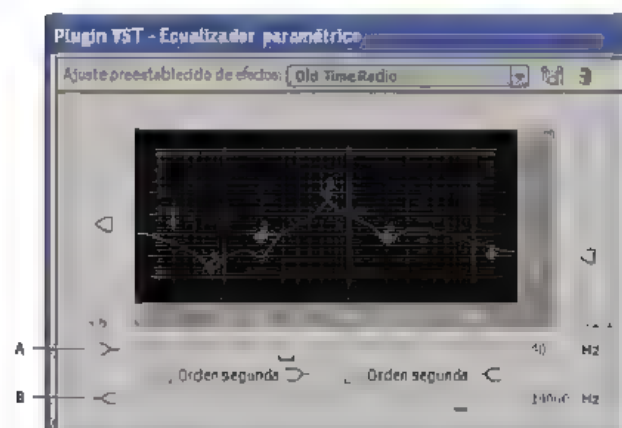 Plugin VST - Ecualizador paramétrico
Ajuste preestablecido de efectos: Old Time Radio
A
Hz
Orden segunda
Orden segunda
B
Hz